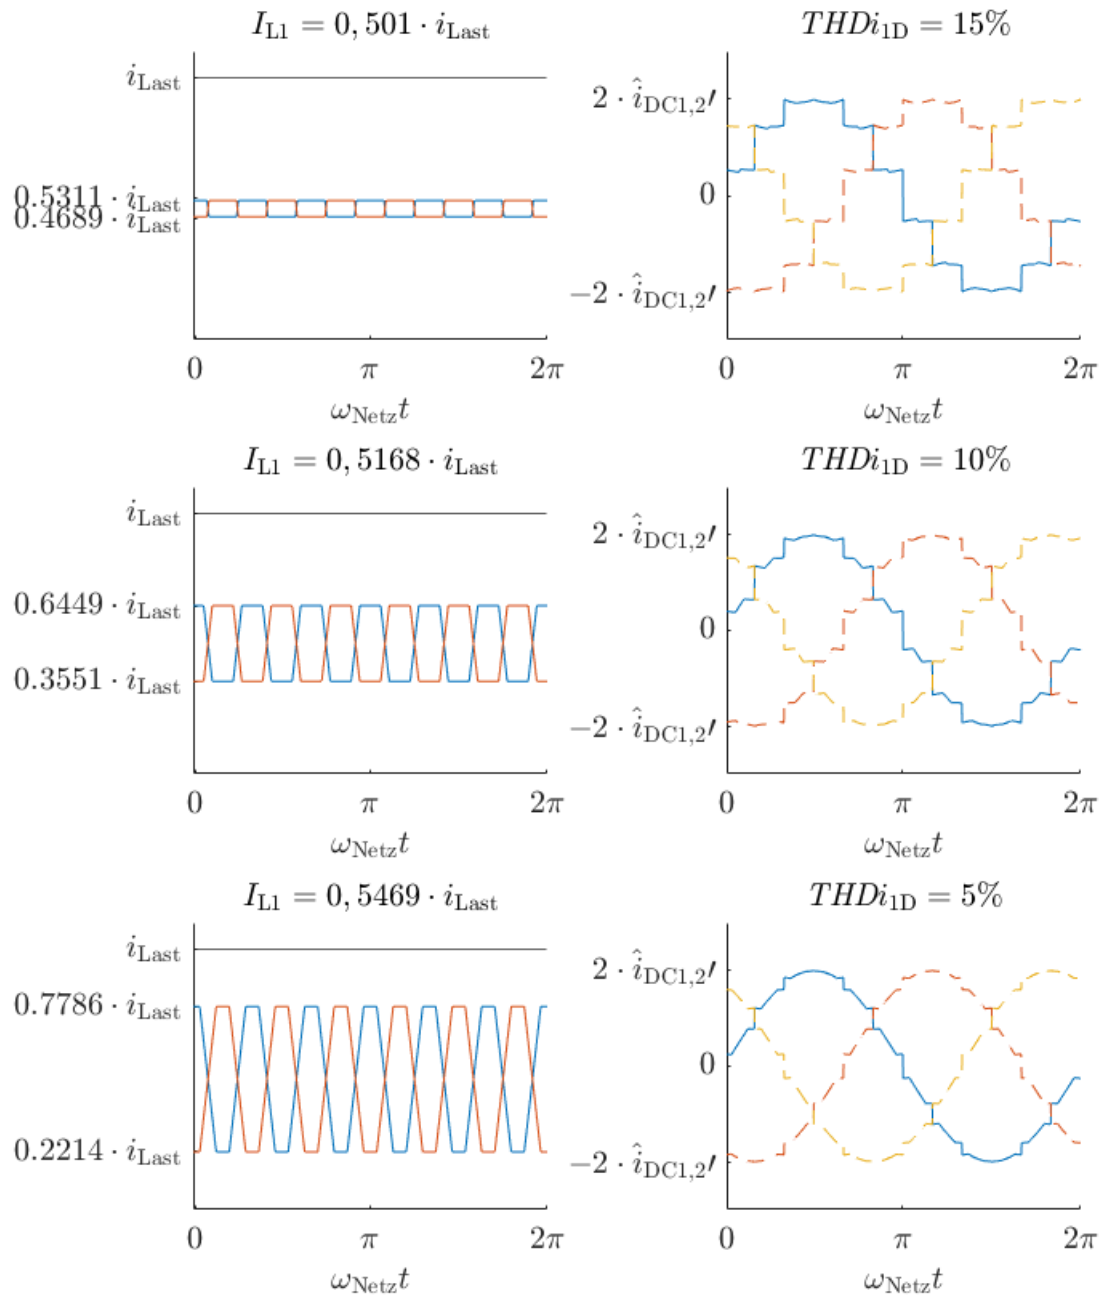 I_L1 = 0,501 · i_Last
THDi_1D = 15%
i_Last
0.5311 · i_Last
0.4689 · i_Last
0 π 2π
ω_Netz t
2 · î_DC1,2′
0
−2 · î_DC1,2′
0 π 2π
ω_Netz t
I_L1 = 0,5168 · i_Last
THDi_1D = 10%
i_Last
0.6449 · i_Last
0.3551 · i_Last
0 π 2π
ω_Netz t
2 · î_DC1,2′
0
−2 · î_DC1,2′
0 π 2π
ω_Netz t
I_L1 = 0,5469 · i_Last
THDi_1D = 5%
i_Last
0.7786 · i_Last
0.2214 · i_Last
0 π 2π
ω_Netz t
2 · î_DC1,2′
0
−2 · î_DC1,2′
0 π 2π
ω_Netz t